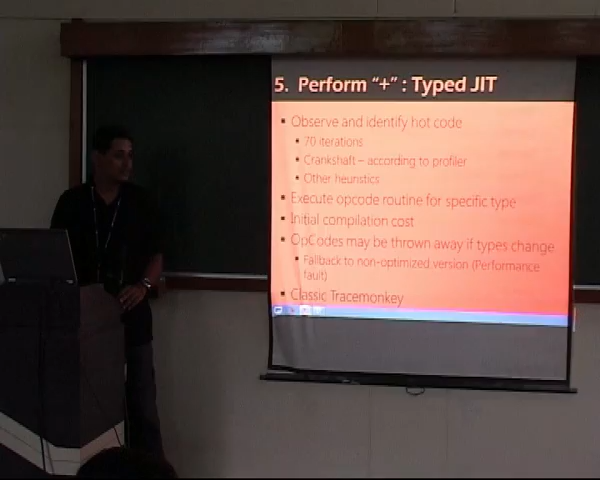 5. Perform "+" : Typed JIT
Observe and identify hot code
70 iterations
Crankshaft – according to profiler
Other heuristics
Execute opcode routine for specific type
Initial compilation cost
OpCodes may be thrown away if types change
Fallback to non-optimized version (Performance
fault)
Classic Tracemonkey